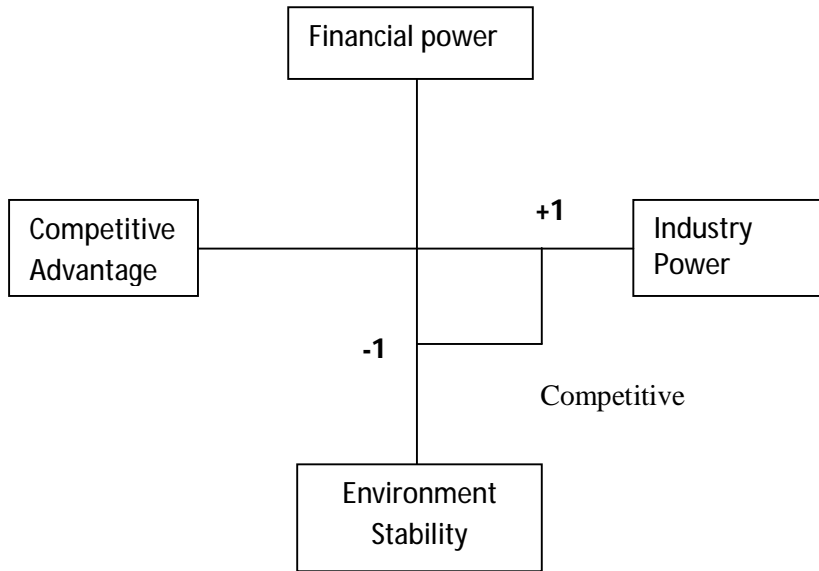 Financial power
+1
Competitive
Advantage
Industry
Power
-1
Competitive
Environment
Stability